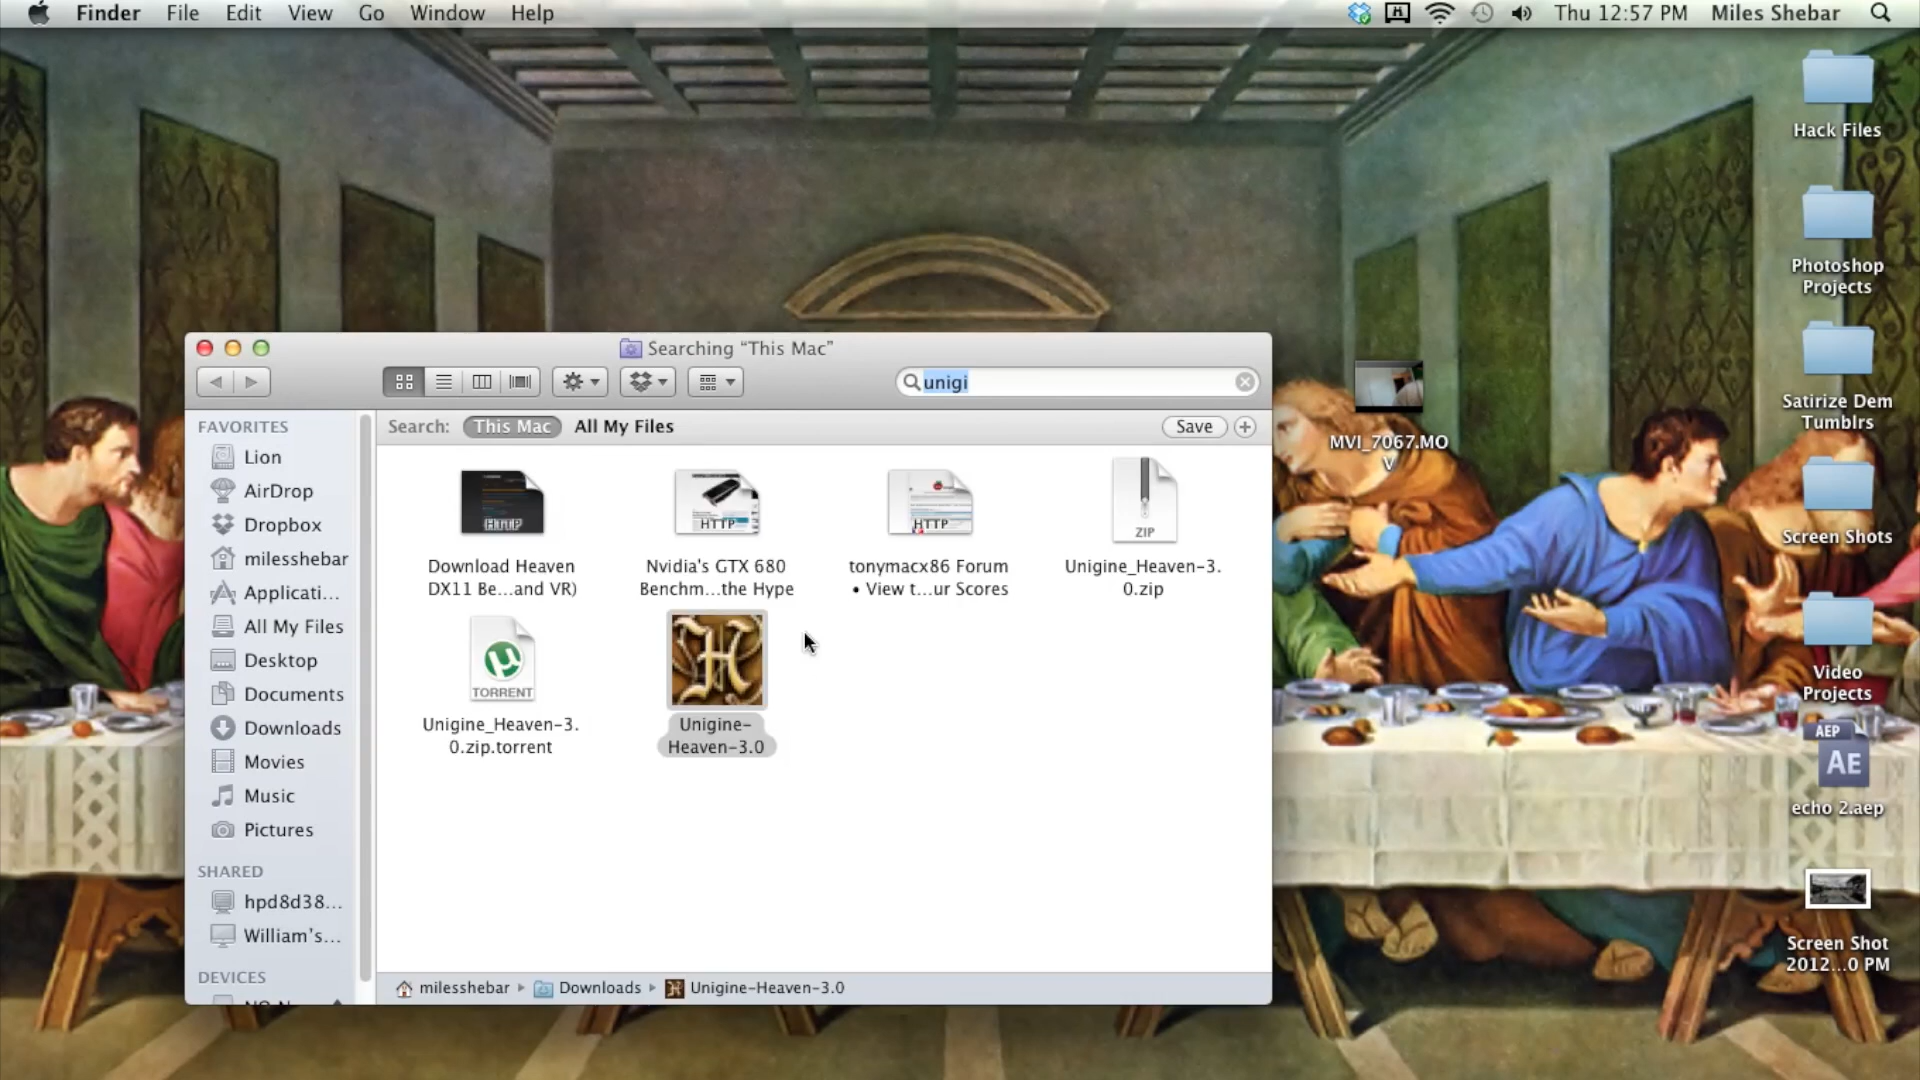 Finder File Edit View Go Window Help Thu 12:57 PM Miles Shebar
Hack Files
Photoshop
Projects
Satirize Dem
Tumblrs
Screen Shots
Video
Projects
AEP
AE
echo 2.aep
Screen Shot
2012...0 PM
MVI_7067.MO
V
Searching “This Mac”
unigi
Search: This Mac All My Files Save
FAVORITES
Lion
AirDrop
Dropbox
milesshebar
Applicati...
All My Files
Desktop
Documents
Downloads
Movies
Music
Pictures
SHARED
hpd8d38...
William's...
DEVICES
HTTP
Download Heaven
DX11 Be...and VR)
HTTP
Nvidia's GTX 680
Benchm...the Hype
HTTP
tonymacx86 Forum
• View t...ur Scores
ZIP
Unigine_Heaven-3.
0.zip
TORRENT
Unigine_Heaven-3.
0.zip.torrent
H
Unigine-
Heaven-3.0
milesshebar Downloads Unigine-Heaven-3.0